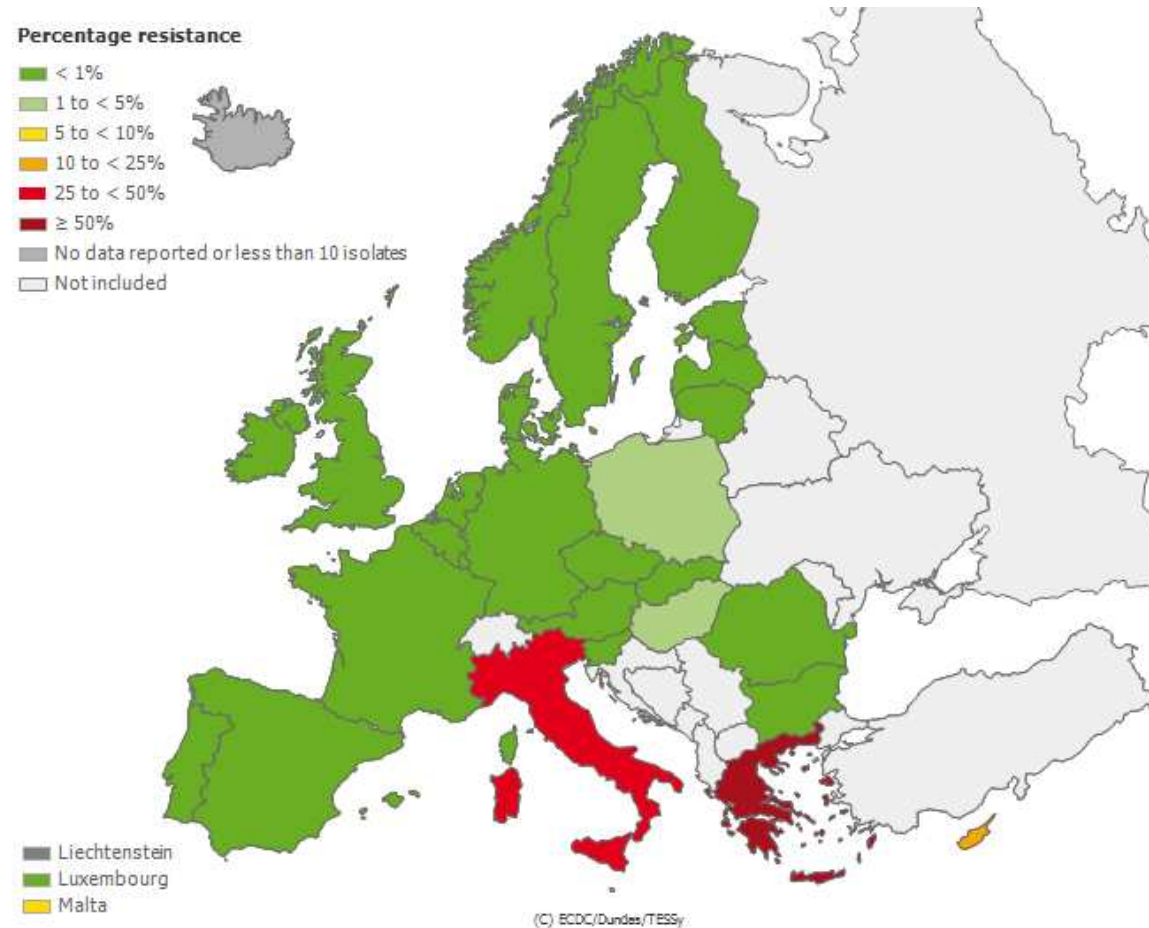 Percentage resistance
< 1%
1 to < 5%
5 to < 10%
10 to < 25%
25 to < 50%
≥ 50%
No data reported or less than 10 isolates
Not included
Liechtenstein
Luxembourg
Malta
(C) ECDC/Dundas/TESSy